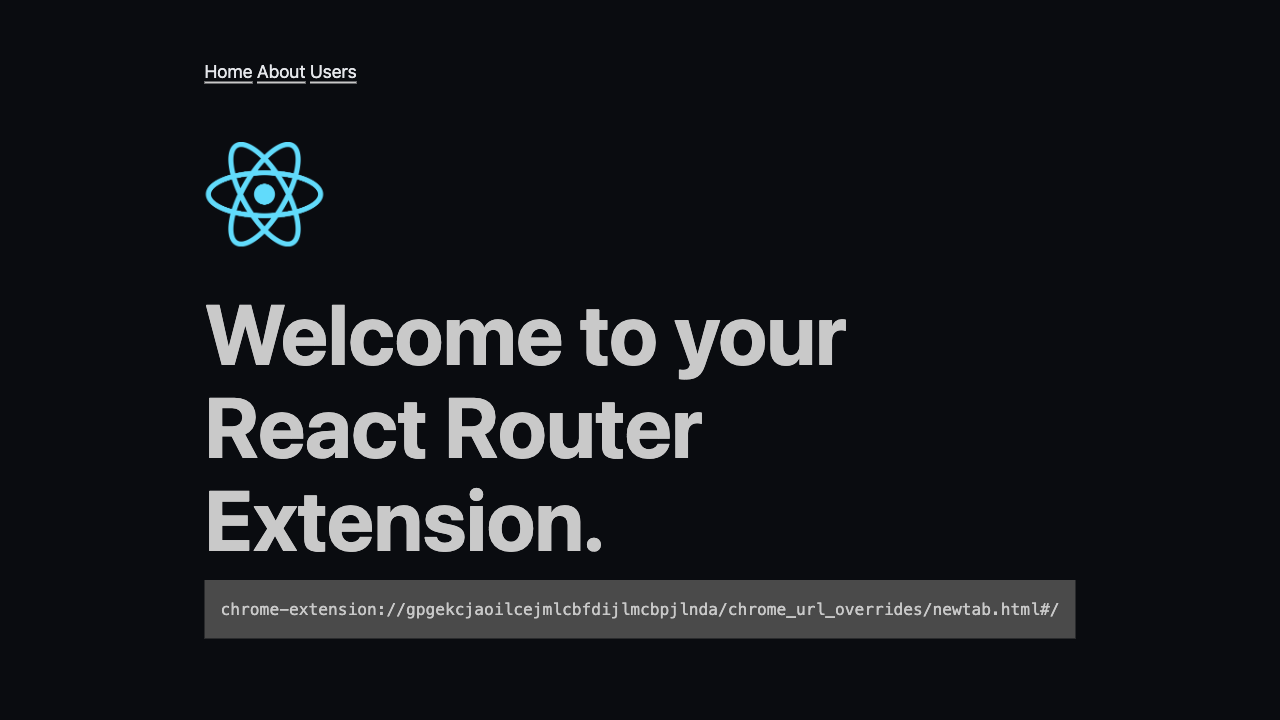 Home About Users
Welcome to your
React Router
Extension.
chrome-extension://gpgekcjaoilcejmlcbfdijlmcbpjlnda/chrome_url_overrides/newtab.html#/